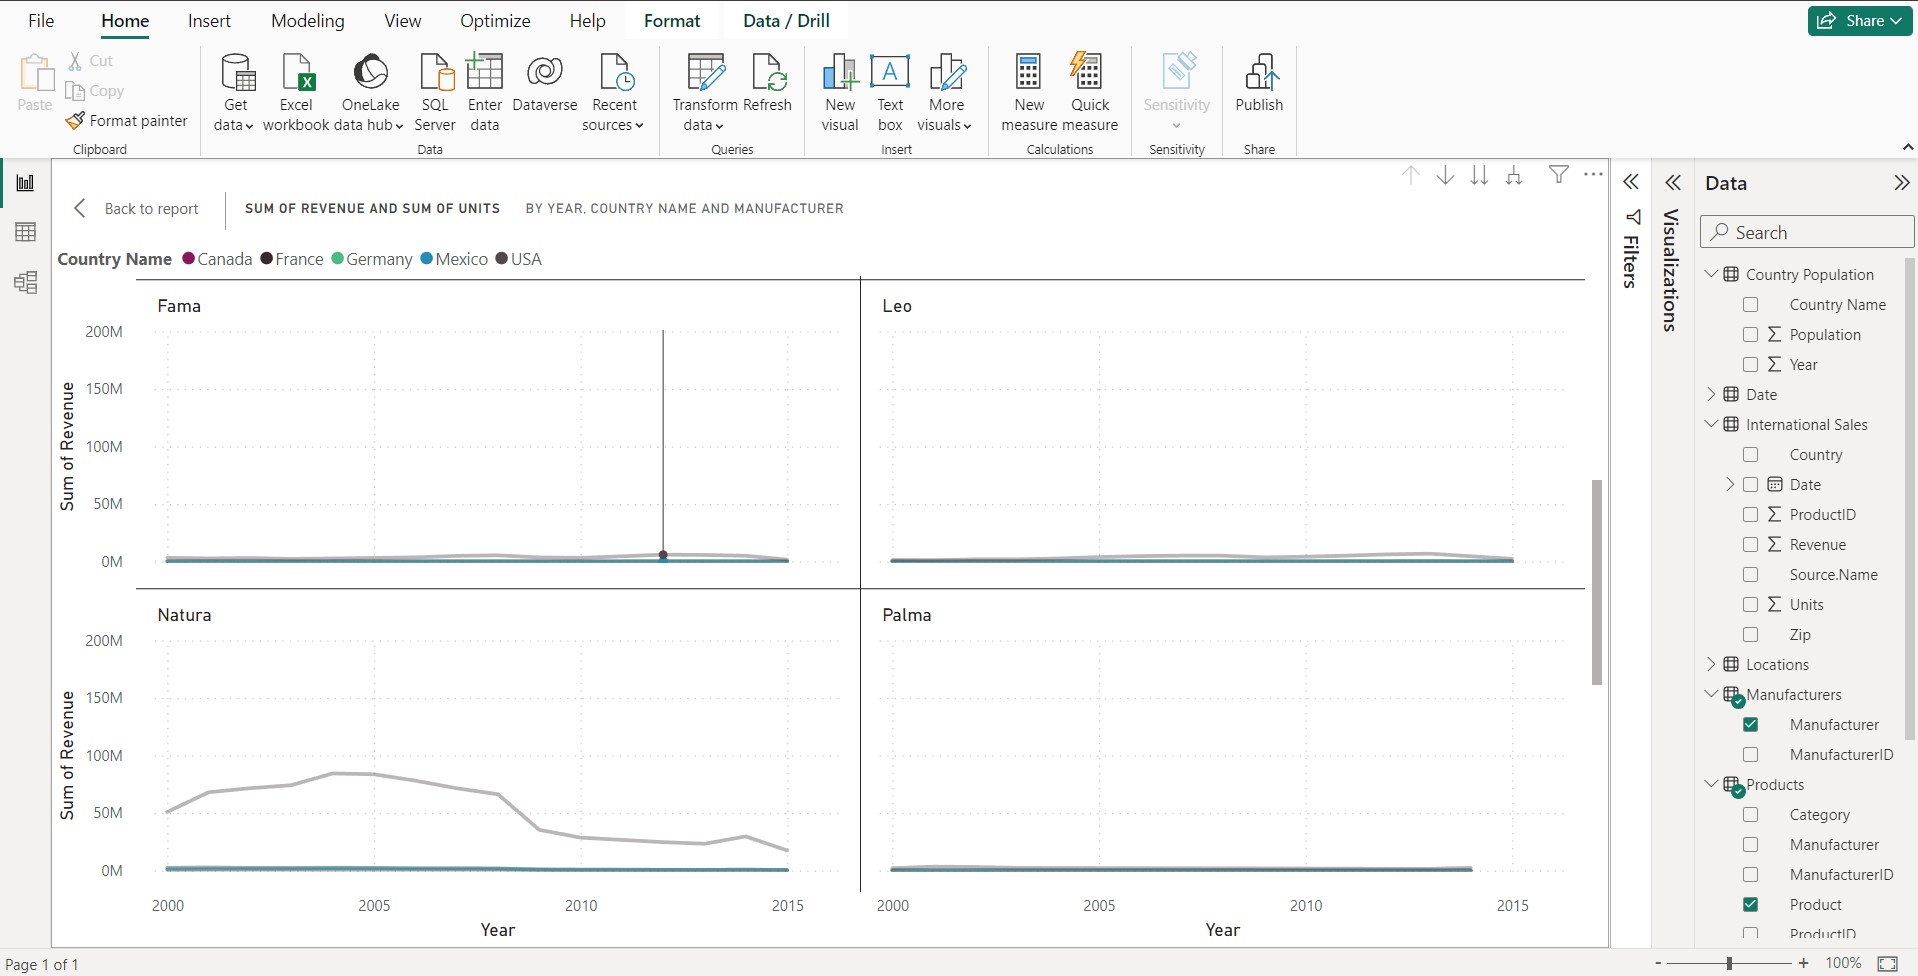 File Home Insert Modeling View Optimize Help Format Data / Drill Share
Paste
Cut
Copy
Format painter
Clipboard
Get data
Excel workbook
OneLake data hub
SQL Server
Enter data
Dataverse
Recent sources
Data
Transform data
Refresh
Queries
New visual
Text box
More visuals
Insert
New measure
Quick measure
Calculations
Sensitivity
Sensitivity
Publish
Share
Back to report
SUM OF REVENUE AND SUM OF UNITS BY YEAR, COUNTRY NAME AND MANUFACTURER
Country Name Canada France Germany Mexico USA
Fama
Leo
200M
150M
100M
50M
0M
Sum of Revenue
Natura
Palma
200M
150M
100M
50M
0M
Sum of Revenue
2000 2005 2010 2015
2000 2005 2010 2015
Year
Year
Filters
Visualizations
Data
Search
Country Population
Country Name
Population
Year
Date
International Sales
Country
Date
ProductID
Revenue
Source.Name
Units
Zip
Locations
Manufacturers
Manufacturer
ManufacturerID
Products
Category
Manufacturer
ManufacturerID
Product
ProductID
Page 1 of 1
- + 100%